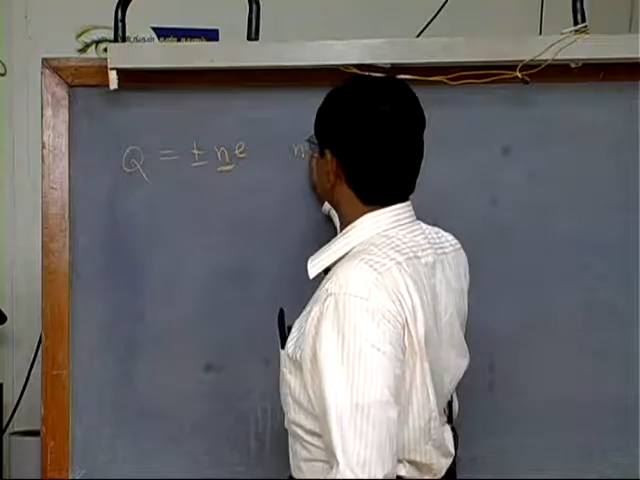 Q = ± ne n